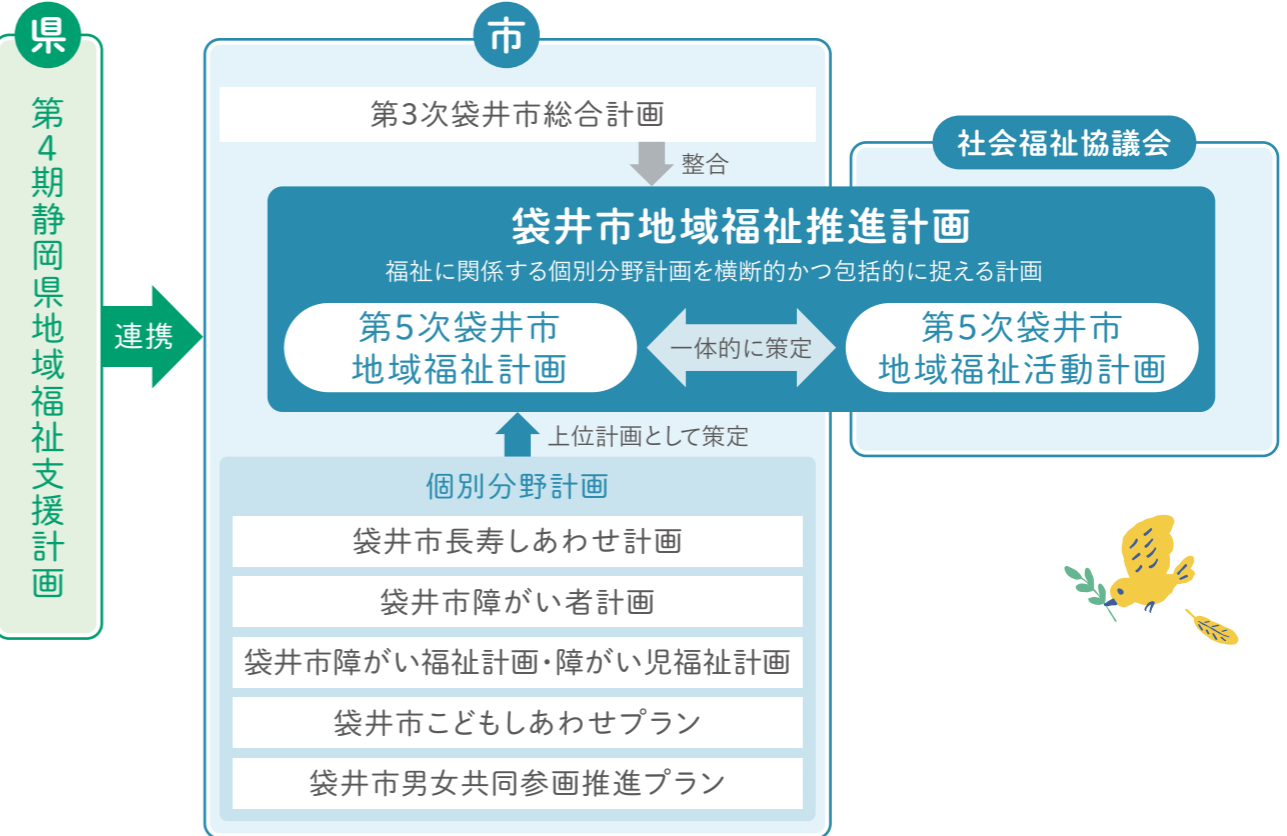 県
第4期静岡県地域福祉支援計画
連携
市
第3次袋井市総合計画
整合
社会福祉協議会
袋井市地域福祉推進計画
福祉に関係する個別分野計画を横断的かつ包括的に捉える計画
第5次袋井市
地域福祉計画
一体的に策定
第5次袋井市
地域福祉活動計画
上位計画として策定
個別分野計画
袋井市長寿しあわせ計画
袋井市障がい者計画
袋井市障がい福祉計画・障がい児福祉計画
袋井市こどもしあわせプラン
袋井市男女共同参画推進プラン